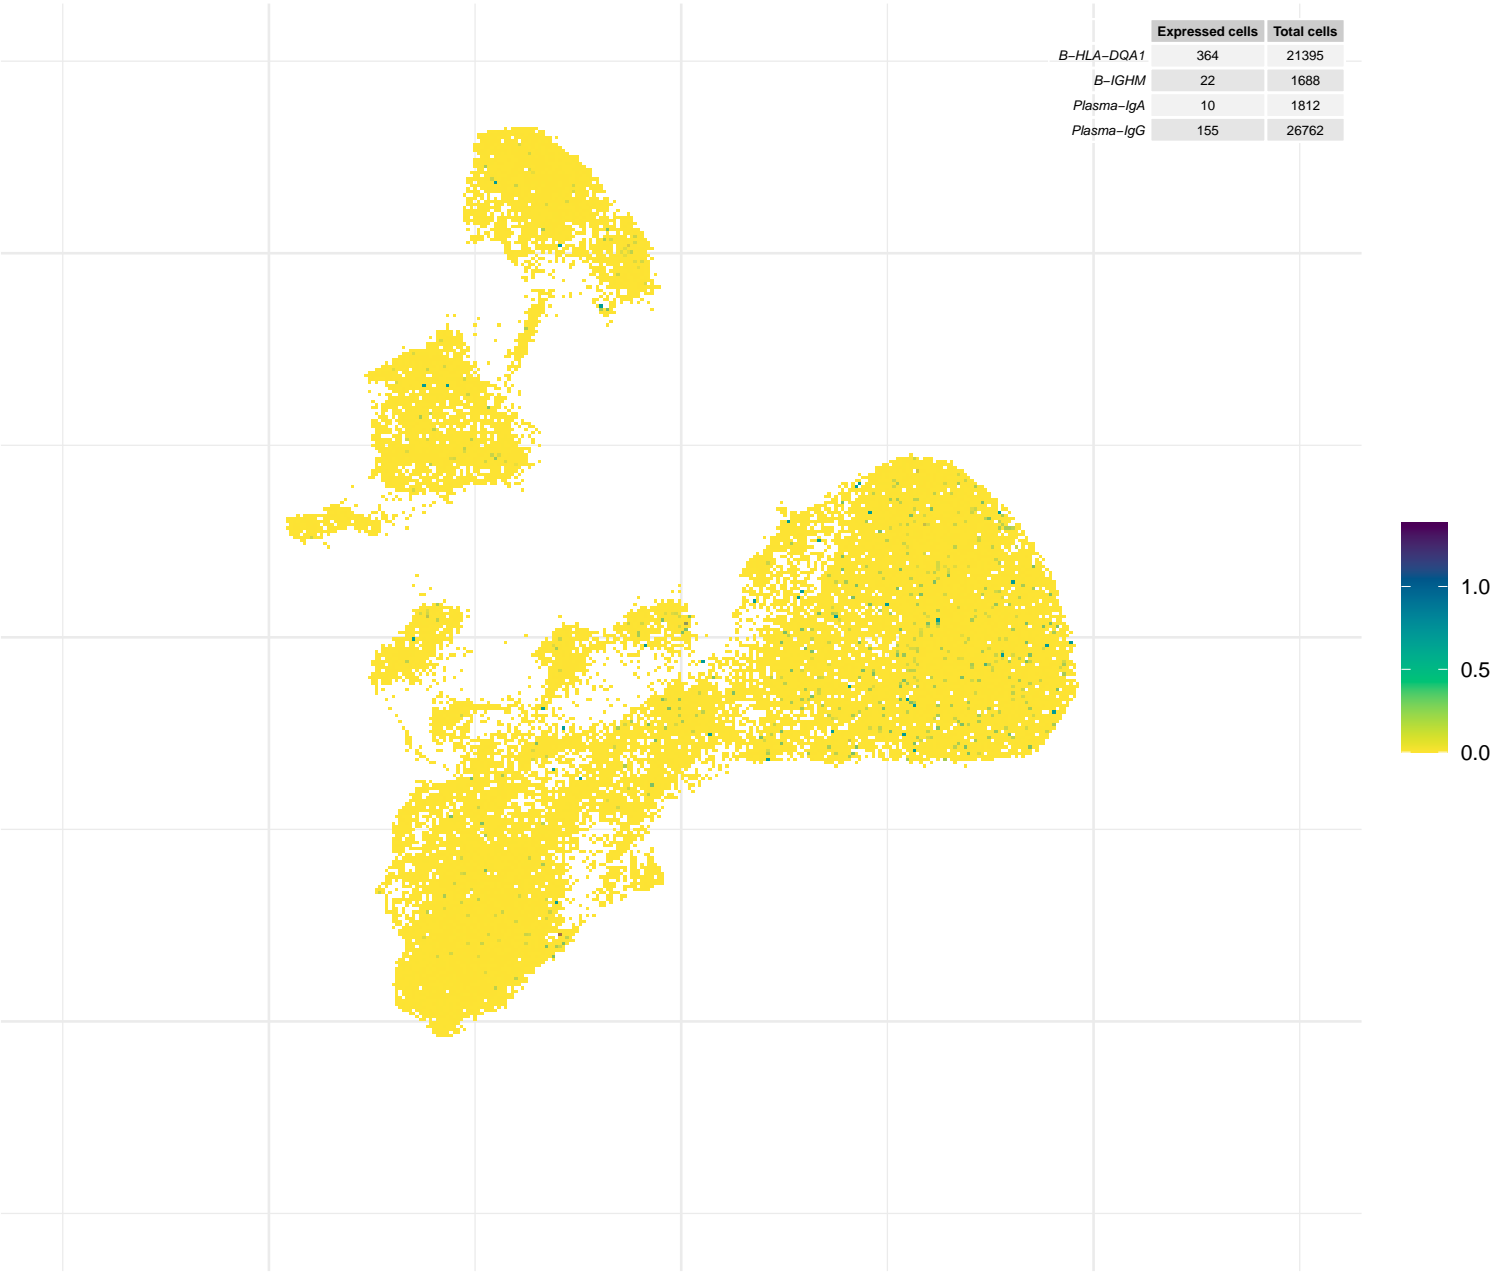 Expressed cells Total cells
B-HLA-DQA1 364 21395
B-IGHM 22 1688
Plasma-IgA 10 1812
Plasma-IgG 155 26762
1.0
0.5
0.0